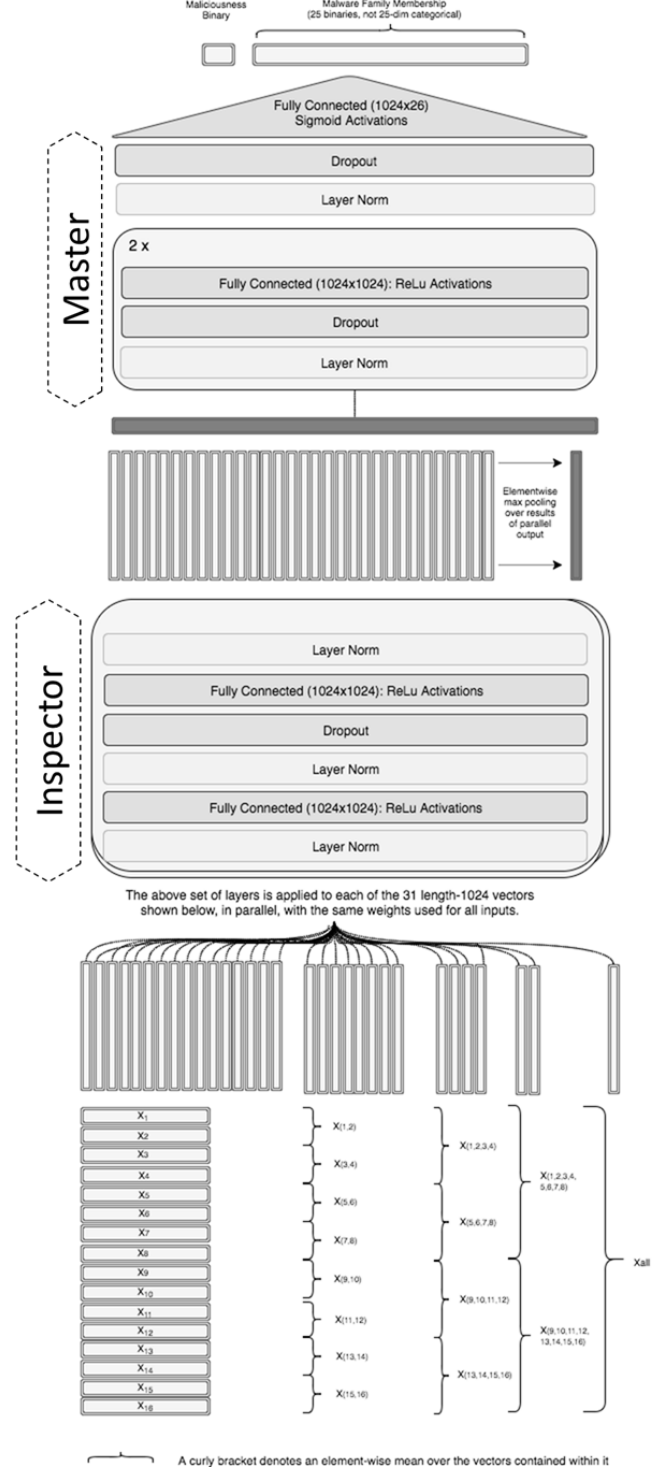 Maliciousness
Binary
Malware Family Membership
(25 binaries, not 25-dim categorical)
Fully Connected (1024x26)
Sigmoid Activations
Dropout
Layer Norm
Master
2 x
Fully Connected (1024x1024): ReLu Activations
Dropout
Layer Norm
Elementwise
max pooling
over results
of parallel
output
Inspector
Layer Norm
Fully Connected (1024x1024): ReLu Activations
Dropout
Layer Norm
Fully Connected (1024x1024): ReLu Activations
Layer Norm
The above set of layers is applied to each of the 31 length-1024 vectors
shown below, in parallel, with the same weights used for all inputs.
X1
X2
X3
X4
X5
X6
X7
X8
X9
X10
X11
X12
X13
X14
X15
X16
X(1,2)
X(3,4)
X(5,6)
X(7,8)
X(9,10)
X(11,12)
X(13,14)
X(15,16)
X(1,2,3,4)
X(5,6,7,8)
X(9,10,11,12)
X(13,14,15,16)
X(1,2,3,4,
5,6,7,8)
X(9,10,11,12,
13,14,15,16)
Xall
A curly bracket denotes an element-wise mean over the vectors contained within it